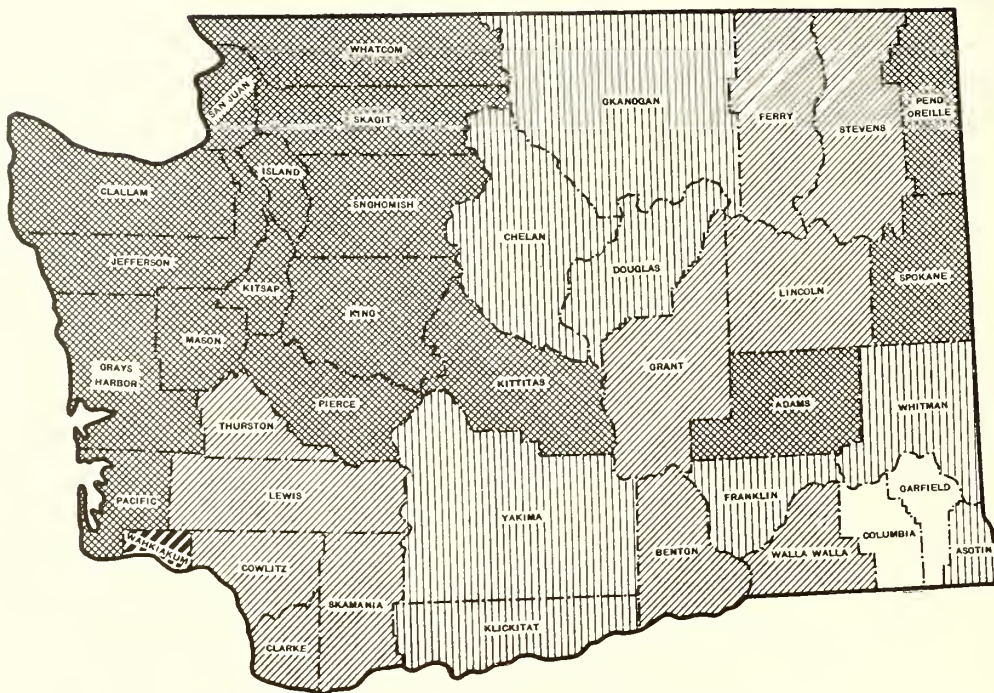 WHATCOM
OKANOGAN
SAN JUAN
SKAGIT
FERRY
STEVENS
PEND
OREILLE
ISLAND
CLALLAM
SNOHOMISH
CHELAN
JEFFERSON
DOUGLAS
SPOKANE
KITSAP
LINCOLN
KING
MASON
GRAYS
HARBOR
GRANT
KITTITAS
PIERCE
ADAMS
WHITMAN
THURSTON
GARFIELD
LEWIS
FRANKLIN
PACIFIC
YAKIMA
COLUMBIA
WAHKIAKUM
BENTON
WALLA WALLA
ASOTIN
COWLITZ
SKAMANIA
KLICKITAT
CLARKE